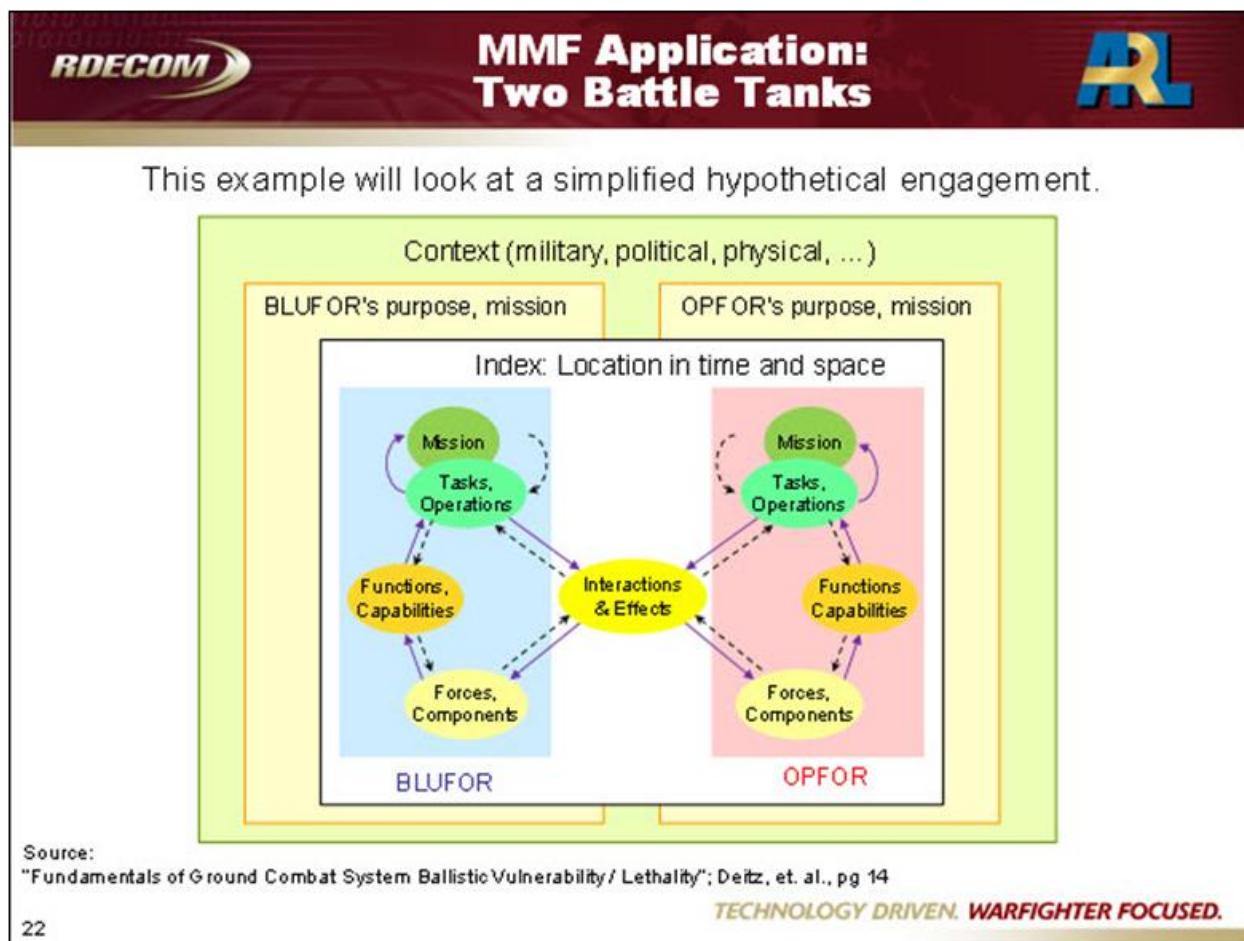 RDECOM
MMF Application:
Two Battle Tanks
ARL
This example will look at a simplified hypothetical engagement.
Context (military, political, physical, ...)
BLUFOR's purpose, mission
OPFOR's purpose, mission
Index: Location in time and space
Mission
Tasks,
Operations
Functions,
Capabilities
Forces,
Components
BLUFOR
Interactions
& Effects
Mission
Tasks,
Operations
Functions
Capabilities
Forces,
Components
OPFOR
Source:
"Fundamentals of Ground Combat System Ballistic Vulnerability / Lethality"; Deitz, et. al., pg 14
TECHNOLOGY DRIVEN. WARFIGHTER FOCUSED.
22